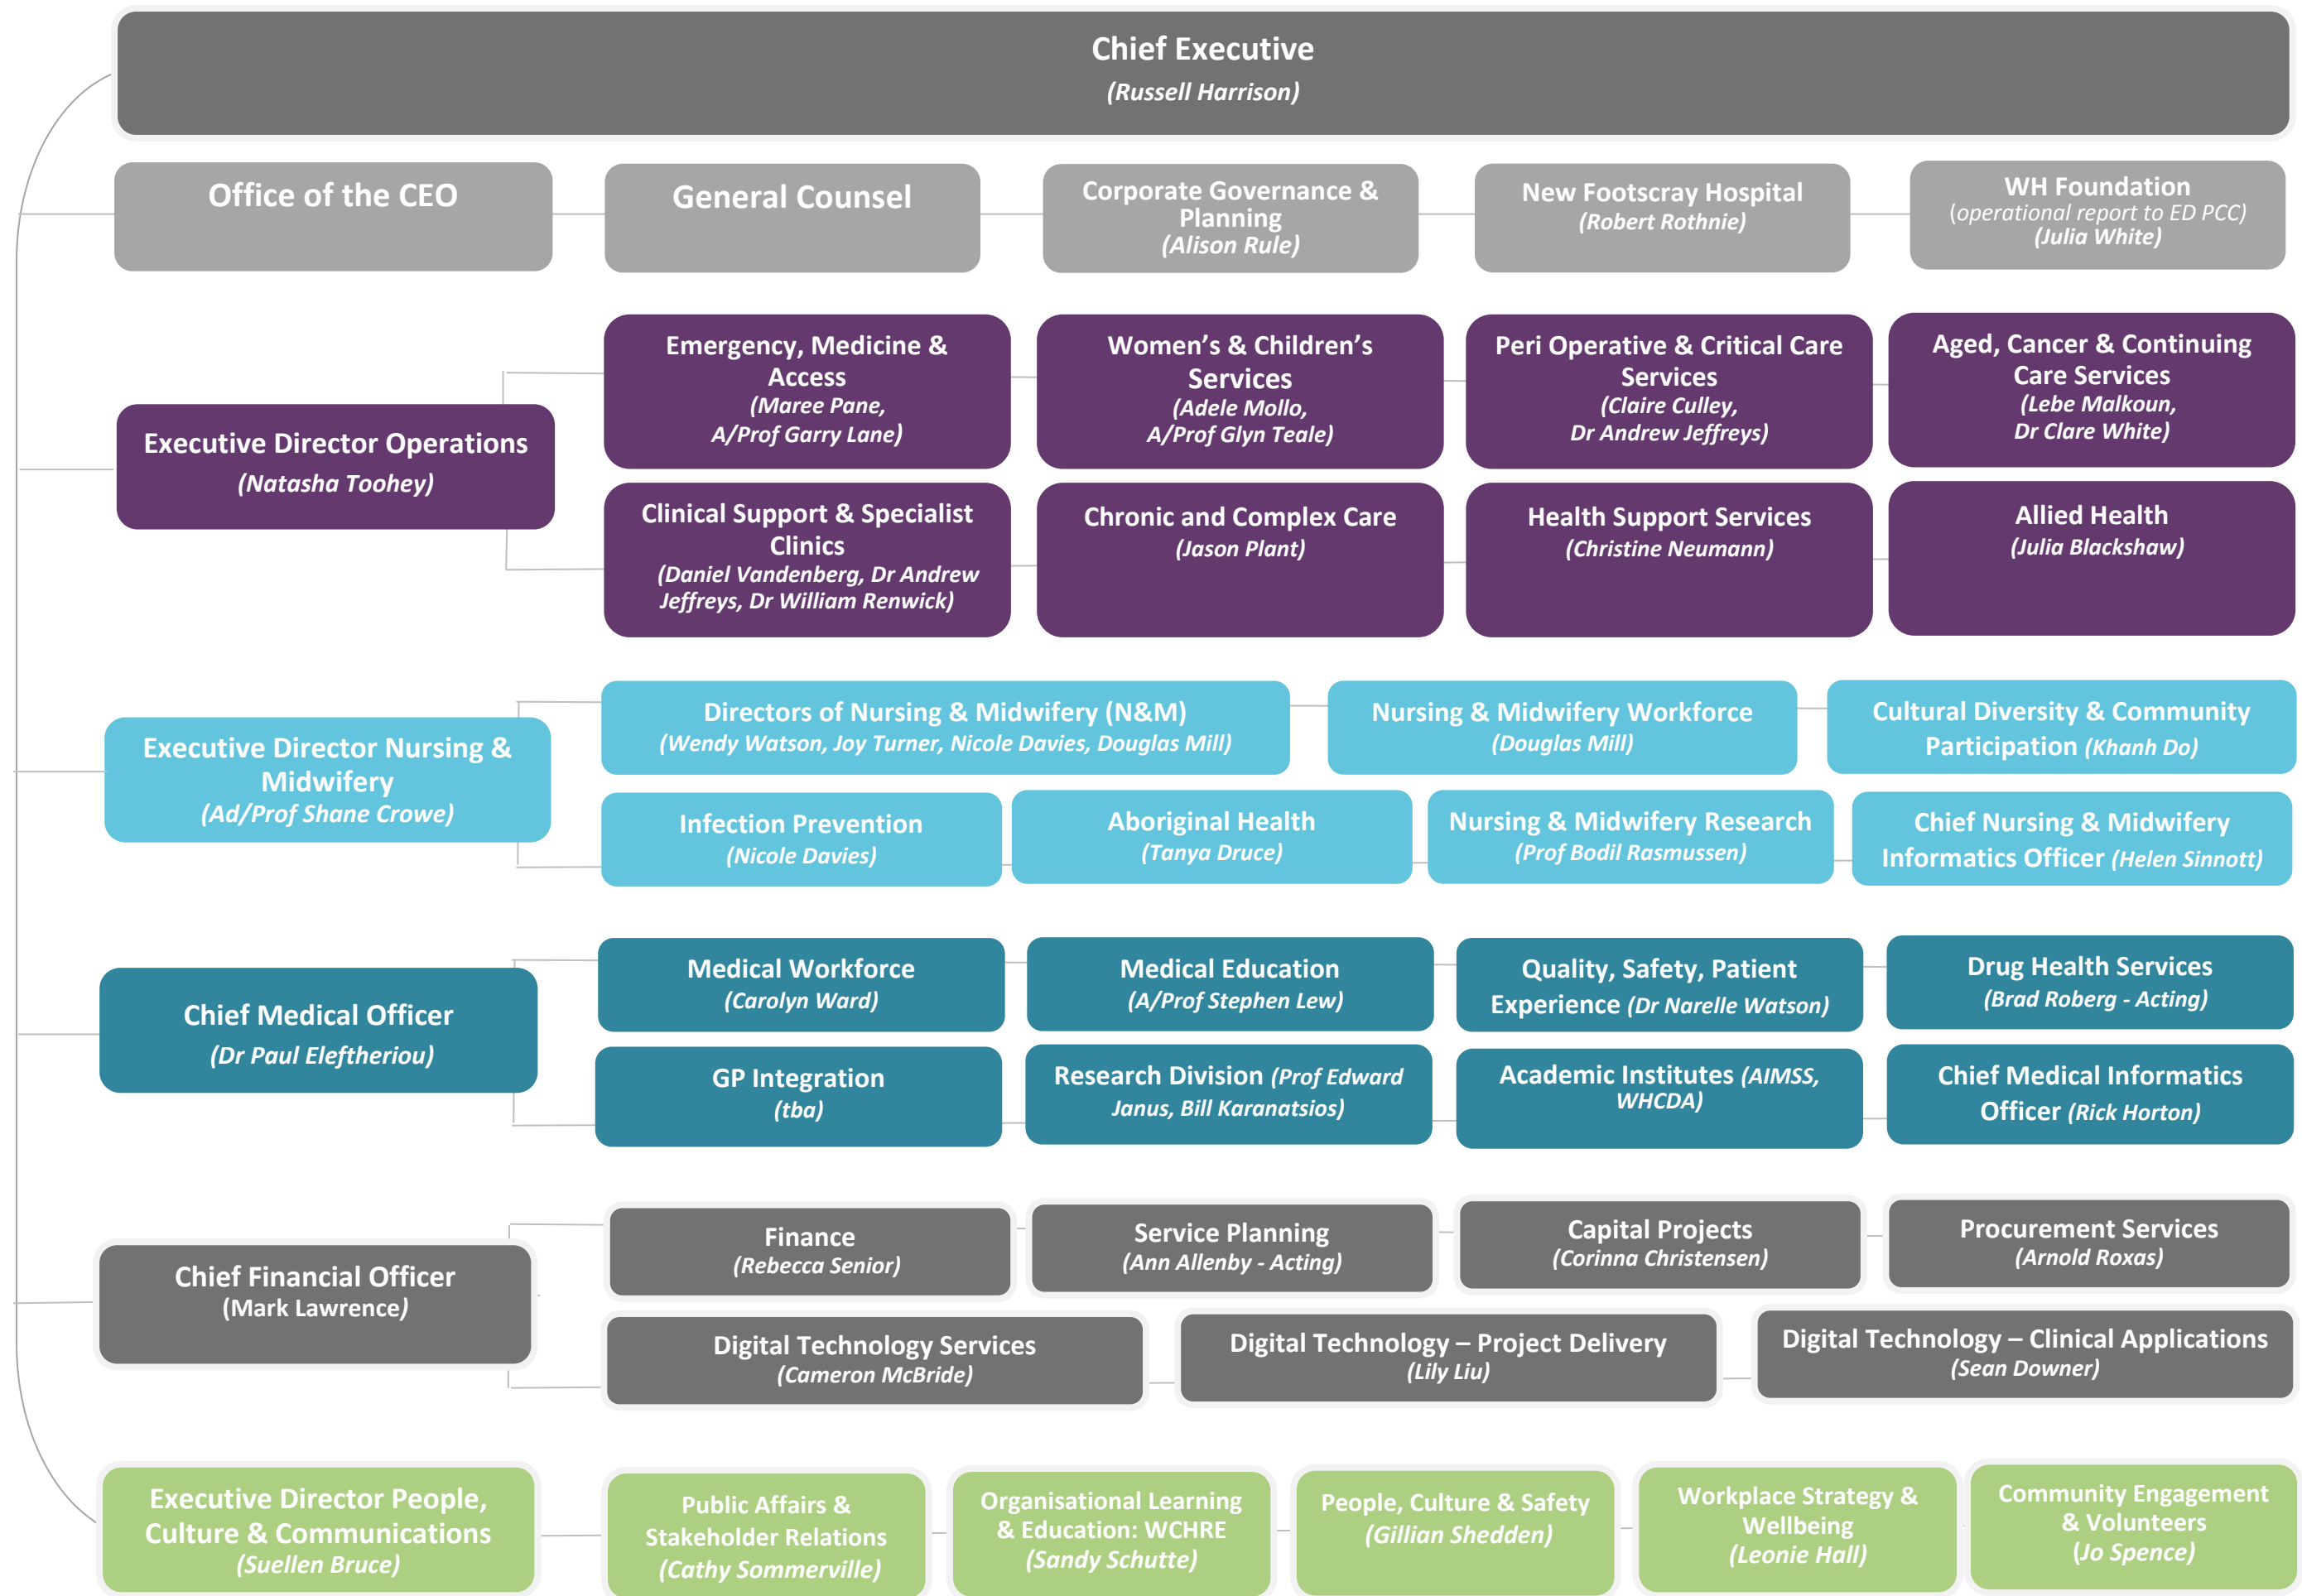 Chief Executive
(Russell Harrison)
Office of the CEO
General Counsel
Corporate Governance &
Planning
(Alison Rule)
New Footscray Hospital
(Robert Rothnie)
WH Foundation
(operational report to ED PCC)
(Julia White)
Executive Director Operations
(Natasha Toohey)
Emergency, Medicine &
Access
(Maree Pane,
A/Prof Garry Lane)
Women’s & Children’s
Services
(Adele Mollo,
A/Prof Glyn Teale)
Peri Operative & Critical Care
Services
(Claire Culley,
Dr Andrew Jeffreys)
Aged, Cancer & Continuing
Care Services
(Lebe Malkoun,
Dr Clare White)
Clinical Support & Specialist
Clinics
(Daniel Vandenberg, Dr Andrew
Jeffreys, Dr William Renwick)
Chronic and Complex Care
(Jason Plant)
Health Support Services
(Christine Neumann)
Allied Health
(Julia Blackshaw)
Executive Director Nursing &
Midwifery
(Ad/Prof Shane Crowe)
Directors of Nursing & Midwifery (N&M)
(Wendy Watson, Joy Turner, Nicole Davies, Douglas Mill)
Nursing & Midwifery Workforce
(Douglas Mill)
Cultural Diversity & Community
Participation (Khanh Do)
Infection Prevention
(Nicole Davies)
Aboriginal Health
(Tanya Druce)
Nursing & Midwifery Research
(Prof Bodil Rasmussen)
Chief Nursing & Midwifery
Informatics Officer (Helen Sinnott)
Chief Medical Officer
(Dr Paul Eleftheriou)
Medical Workforce
(Carolyn Ward)
Medical Education
(A/Prof Stephen Lew)
Quality, Safety, Patient
Experience (Dr Narelle Watson)
Drug Health Services
(Brad Roberg - Acting)
GP Integration
(tba)
Research Division (Prof Edward
Janus, Bill Karanatsios)
Academic Institutes (AIMSS,
WHCDA)
Chief Medical Informatics
Officer (Rick Horton)
Chief Financial Officer
(Mark Lawrence)
Finance
(Rebecca Senior)
Service Planning
(Ann Allenby - Acting)
Capital Projects
(Corinna Christensen)
Procurement Services
(Arnold Roxas)
Digital Technology Services
(Cameron McBride)
Digital Technology – Project Delivery
(Lily Liu)
Digital Technology – Clinical Applications
(Sean Downer)
Executive Director People,
Culture & Communications
(Suellen Bruce)
Public Affairs &
Stakeholder Relations
(Cathy Sommerville)
Organisational Learning
& Education: WCHRE
(Sandy Schutte)
People, Culture & Safety
(Gillian Shedden)
Workplace Strategy &
Wellbeing
(Leonie Hall)
Community Engagement
& Volunteers
(Jo Spence)